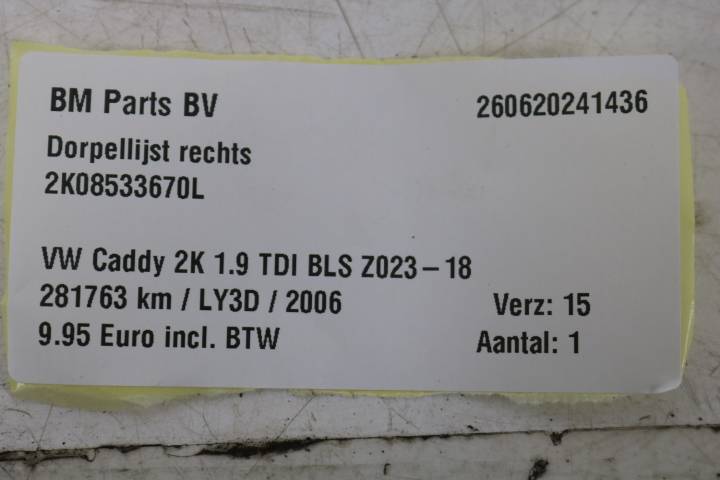 BM Parts BV 260620241436
Dorpellijst rechts
2K08533670L
VW Caddy 2K 1.9 TDI BLS Z023-18
281763 km / LY3D / 2006 Verz: 15
9.95 Euro incl. BTW Aantal: 1